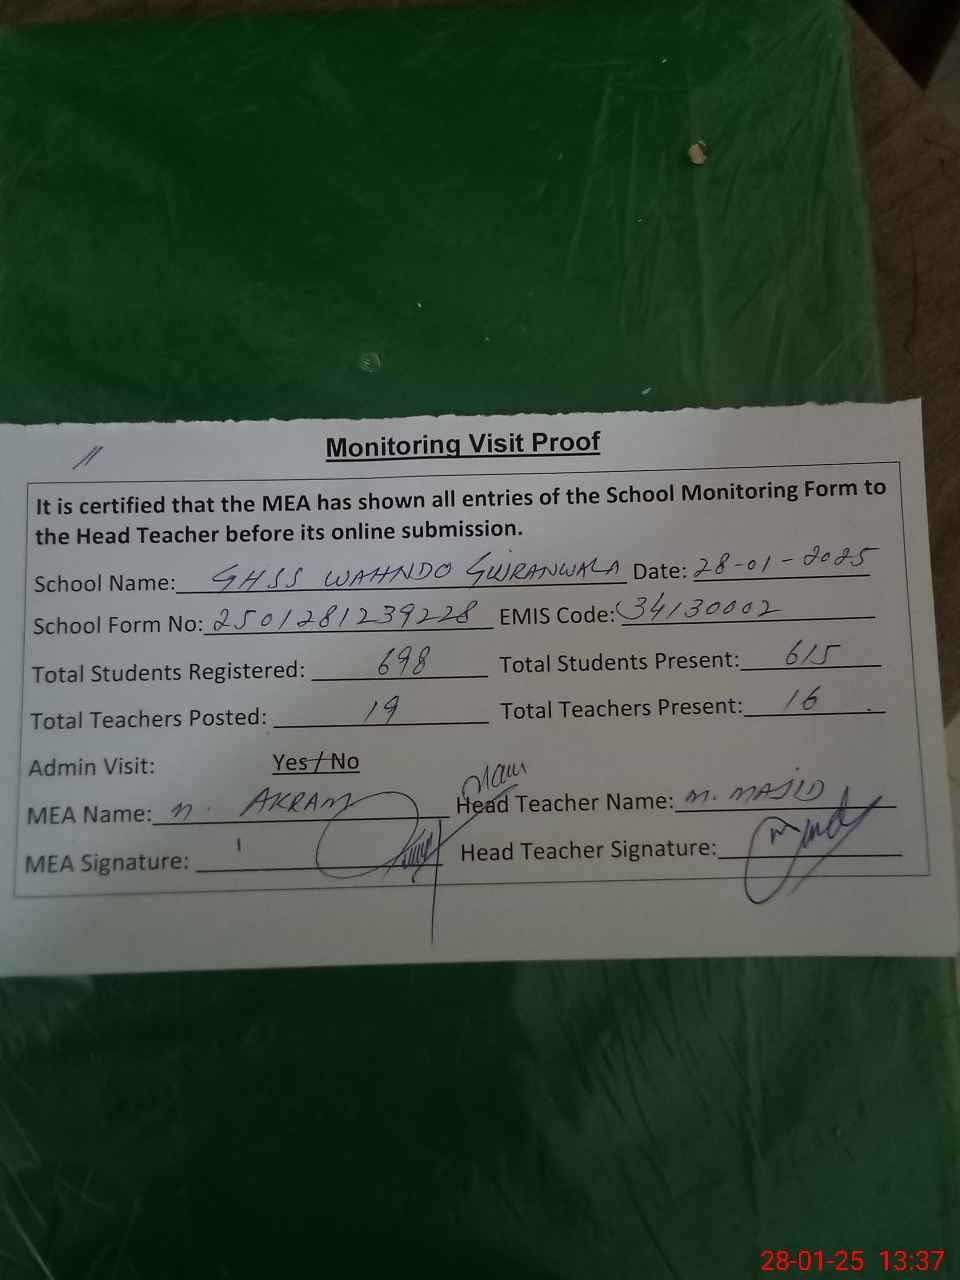 Monitoring Visit Proof
It is certified that the MEA has shown all entries of the School Monitoring Form to
the Head Teacher before its online submission.
School Name: GHSS WAHNDO GUJRANWALA Date: 28-01-2025
School Form No: 2501281239228 EMIS Code: 34130002
Total Students Registered: 698 Total Students Present: 615
Total Teachers Posted: 19 Total Teachers Present: 16
Admin Visit: Yes / No
MEA Name: M. AKRAM Head Teacher Name: M. MAJID
MEA Signature: Head Teacher Signature:
28-01-25 13:37